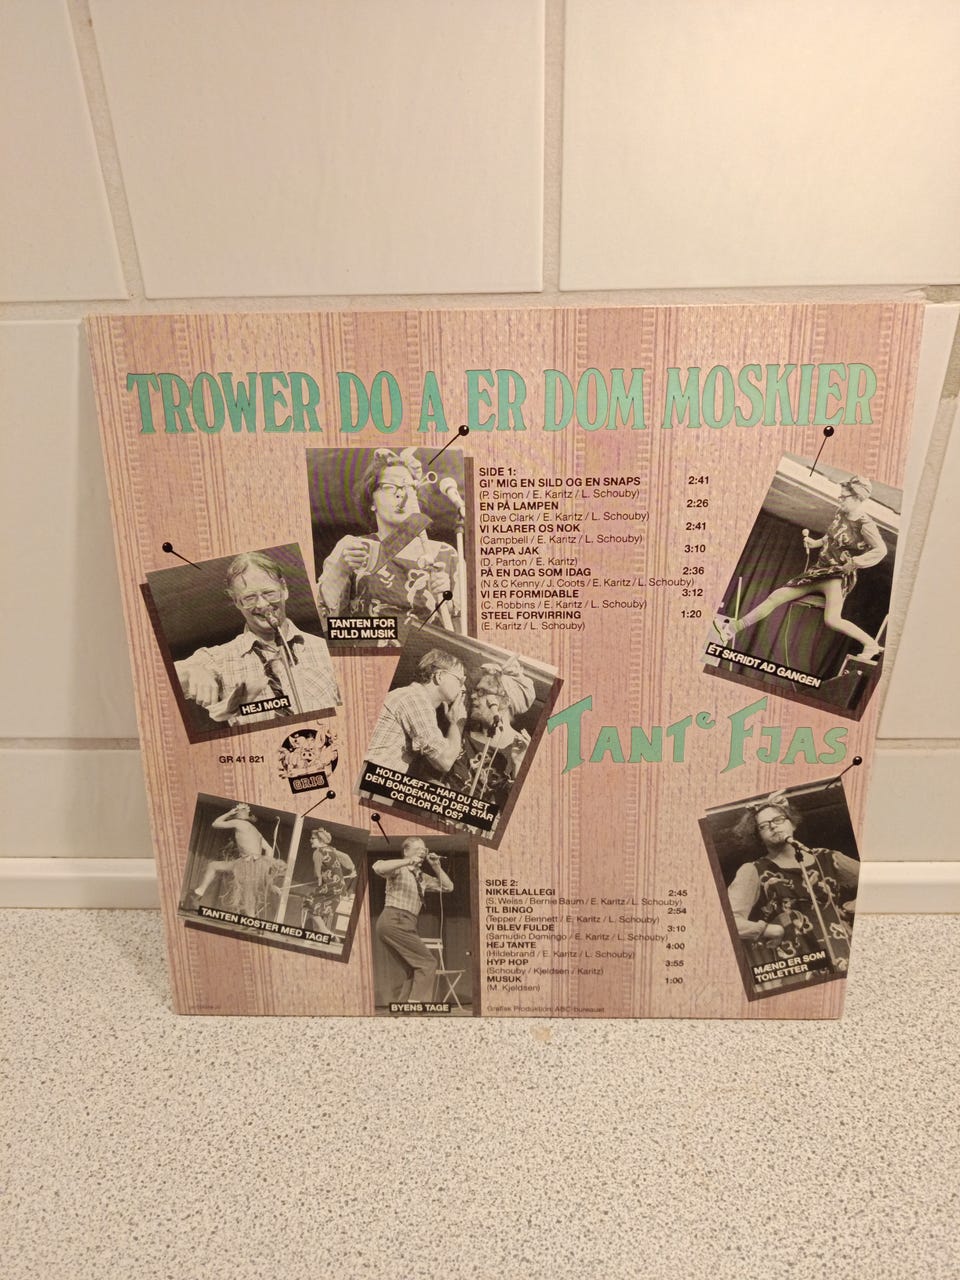 TROWER DO A ER DOM MOSKIER
SIDE 1:
GI' MIG EN SILD OG EN SNAPS 2:41
(P. Simon / E. Karitz / L. Schouby)
EN PÅ LAMPEN 2:26
(Dave Clark / E. Karitz / L. Schouby)
VI KLARER OS NOK 2:41
(Campbell / E. Karitz / L. Schouby)
NAPPA JAK 3:10
(D. Parton / E. Karitz)
PÅ EN DAG SOM IDAG 2:36
(N & C Kenny / J. Coots / E. Karitz / L. Schouby)
VI ER FORMIDABLE 3:12
(C. Robbins / E. Karitz / L. Schouby)
STEEL FORVIRRING 1:20
(E. Karitz / L. Schouby)
TANTEN FOR
FULD MUSIK
ET SKRIDT AD GANGEN
HEJ MOR
TANTe FJAS
GR 41 821
GRIS
HOLD KÆFT - HAR DU SET
DEN BONDEKNOLD DER STÅR
OG GLOR PÅ OS?
TANTEN KOSTER MED TAGE
SIDE 2:
NIKKELALLEGI 2:45
(S. Weiss / Bernie Baum / E. Karitz / L. Schouby)
TIL BINGO 2:54
(Tepper / Bennett / E. Karitz / L. Schouby)
VI BLEV FULDE 3:10
(Samudio Domingo / E. Karitz / L. Schouby)
HEJ TANTE 4:00
(Hildebrand / E. Karitz / L. Schouby)
HYP HOP 3:55
(Schouby / Kjeldsen / Karitz)
MUSUK 1:00
(M. Kjeldsen)
MÆND ER SOM
TOILETTER
BYENS TAGE
Grafisk Produktion: ABC-bureauet